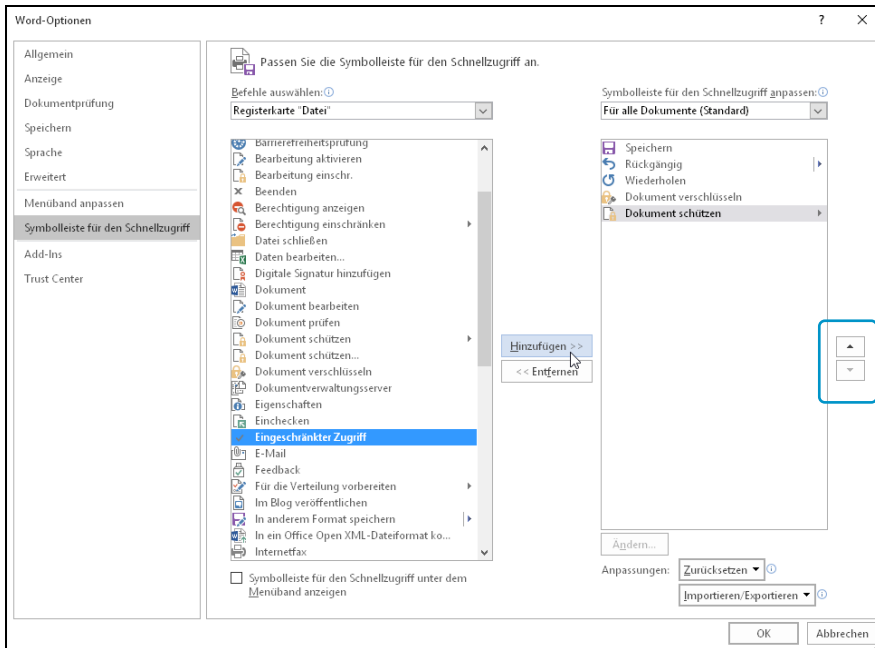 Word-Optionen
?
Allgemein
Anzeige
Dokumentprüfung
Speichern
Sprache
Erweitert
Menüband anpassen
Symbolleiste für den Schnellzugriff
Add-Ins
Trust Center
Passen Sie die Symbolleiste für den Schnellzugriff an.
Befehle auswählen:
Registerkarte "Datei"
Barrierefreiheitsprüfung
Bearbeitung aktivieren
Bearbeitung einschr.
Beenden
Berechtigung anzeigen
Berechtigung einschränken
Datei schließen
Daten bearbeiten...
Digitale Signatur hinzufügen
Dokument
Dokument bearbeiten
Dokument prüfen
Dokument schützen
Dokument schützen...
Dokument verschlüsseln
Dokumentverwaltungsserver
Eigenschaften
Einchecken
Eingeschränkter Zugriff
E-Mail
Feedback
Für die Verteilung vorbereiten
Im Blog veröffentlichen
In anderem Format speichern
In ein Office Open XML-Dateiformat ko...
Internetfax
Symbolleiste für den Schnellzugriff unter dem
Menüband anzeigen
Hinzufügen >>
<< Entfernen
Symbolleiste für den Schnellzugriff anpassen:
Für alle Dokumente (Standard)
Speichern
Rückgängig
Wiederholen
Dokument verschlüsseln
Dokument schützen
Ändern...
Anpassungen:
Zurücksetzen
Importieren/Exportieren
OK
Abbrechen